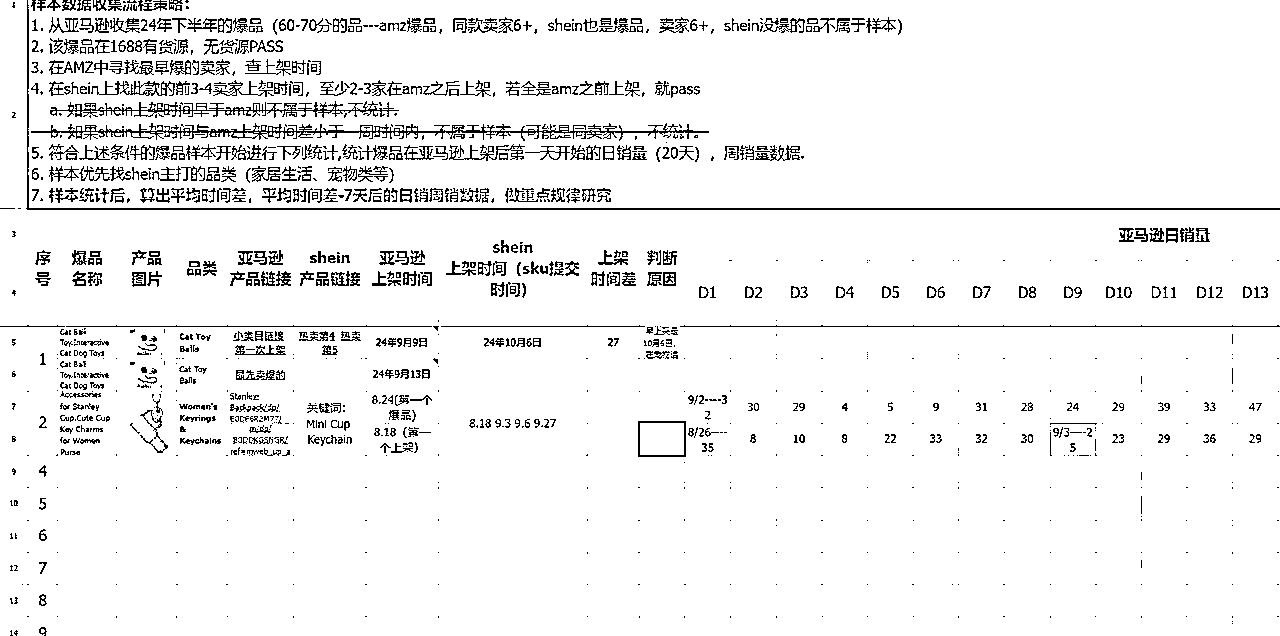 样本数据收集流程策略:
1. 从亚马逊收集24年下半年的爆品（60-70分的品---amz爆品，同款卖家6+，shein也是爆品，卖家6+，shein没爆的品不属于样本）
2. 该爆品在1688有货源，无货源PASS
3. 在AMZ中寻找最早爆的卖家，查上架时间
4. 在shein上找此款的前3-4卖家上架时间，至少2-3家在amz之后上架，若全是amz之前上架，就pass
a. 如果shein上架时间早于amz则不属于样本,不统计.
b. 如果shein上架时间与amz上架时间差小于一周时间内，不属于样本（可能是同卖家），不统计。
5. 符合上述条件的爆品样本开始进行下列统计,统计爆品在亚马逊上架后第一天开始的日销量（20天）, 周销量数据.
6. 样本优先找shein主打的品类（家居生活、宠物类等）
7. 样本统计后，算出平均时间差，平均时间差-7天后的日销周销数据，做重点规律研究
亚马逊日销量
序号 爆品名称 产品图片 品类 亚马逊产品链接 shein产品链接 亚马逊上架时间 shein上架时间（sku提交时间） 上架时间差 判断原因
D1 D2 D3 D4 D5 D6 D7 D8 D9 D10 D11 D12 D13
1 Cat Ball Toy,Interactive Cat Dog Toys Cat Toy Balls 小类目链接第一次上架 热卖第4 热卖第5 24年9月9日 24年10月6日 27
Cat Ball Toy,Interactive Cat Dog Toys Cat Toy Balls 最先卖爆的 24年9月13日
2 Accessories for Stanley Cup,Cute Cup Key Charms for Women Purse Women's Keyrings & Keychains 关键词: Mini Cup Keychain 8.18 9.3 9.6 9.27
8.24(第一个爆品) 9/2----32 30 29 4 5 9 31 28 24 29 39 33 47
8.18（第一个上架) 8/26----35 8 10 8 22 33 32 30 9/3----25 23 29 36 29
4
5
6
7
8
9